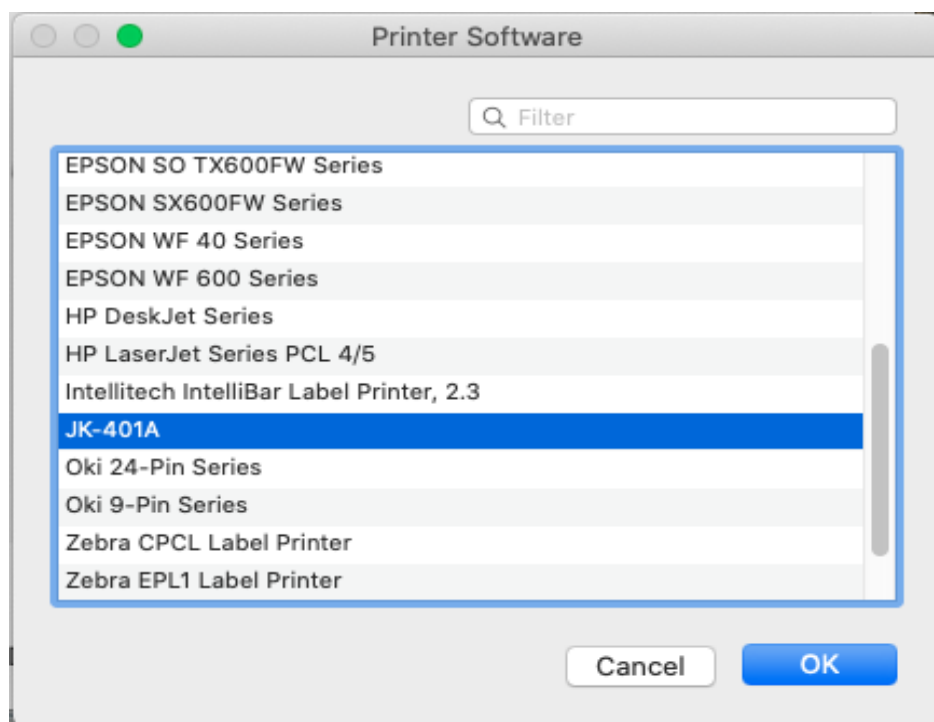 Printer Software
Filter
EPSON SO TX600FW Series
EPSON SX600FW Series
EPSON WF 40 Series
EPSON WF 600 Series
HP DeskJet Series
HP LaserJet Series PCL 4/5
Intellitech IntelliBar Label Printer, 2.3
JK-401A
Oki 24-Pin Series
Oki 9-Pin Series
Zebra CPCL Label Printer
Zebra EPL1 Label Printer
Cancel OK